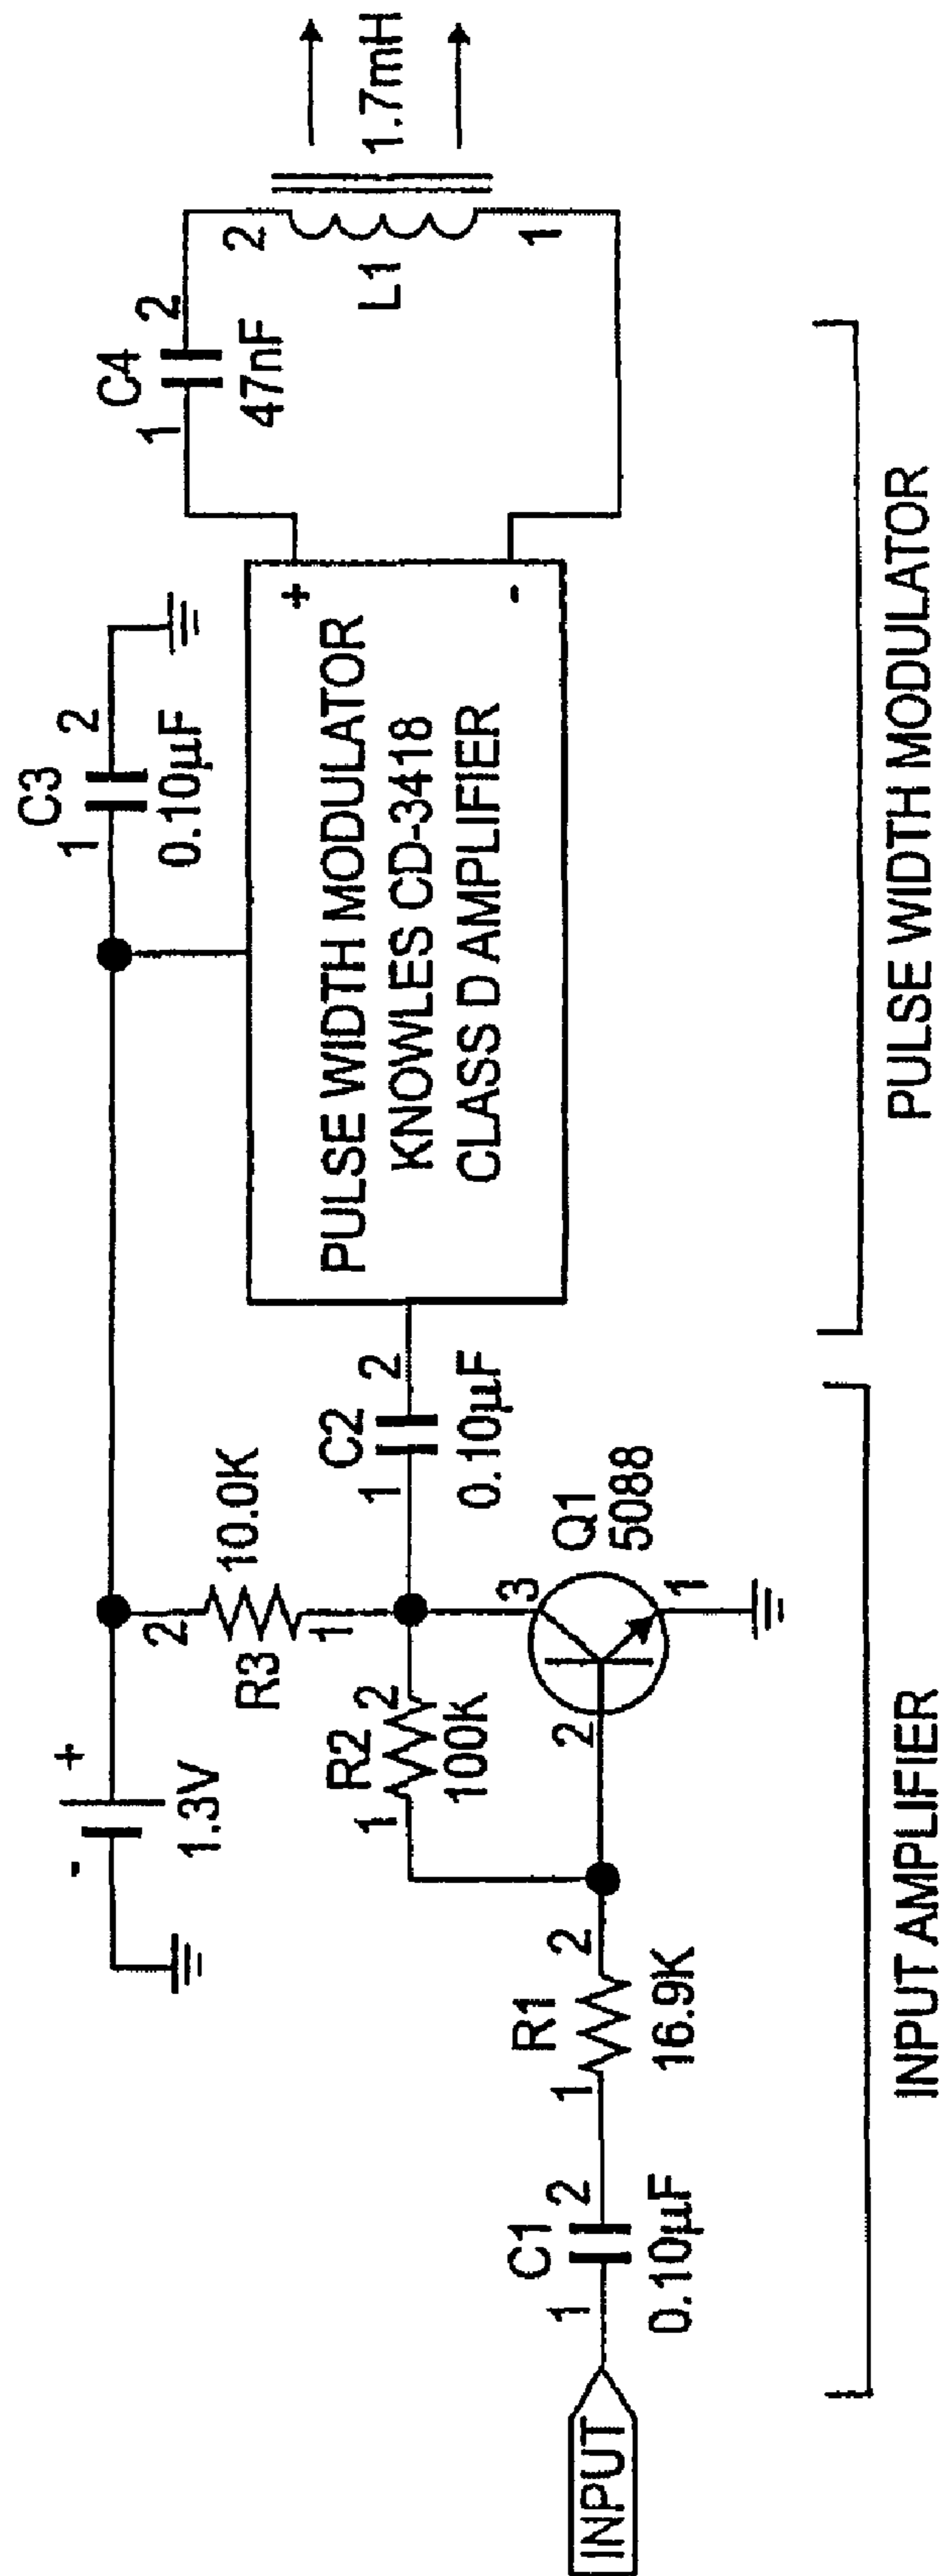 1.3V
-
+
R3
10.0K
2
1
C3
0.10µF
1
2
INPUT
C1
0.10µF
1
2
R1
16.9K
1
2
R2
100K
1
2
Q1
5088
3
2
1
C2
0.10µF
1
2
PULSE WIDTH MODULATOR
KNOWLES CD-3418
CLASS D AMPLIFIER
+
-
C4
47nF
1
2
L1
2
1
1.7mH
INPUT AMPLIFIER
PULSE WIDTH MODULATOR